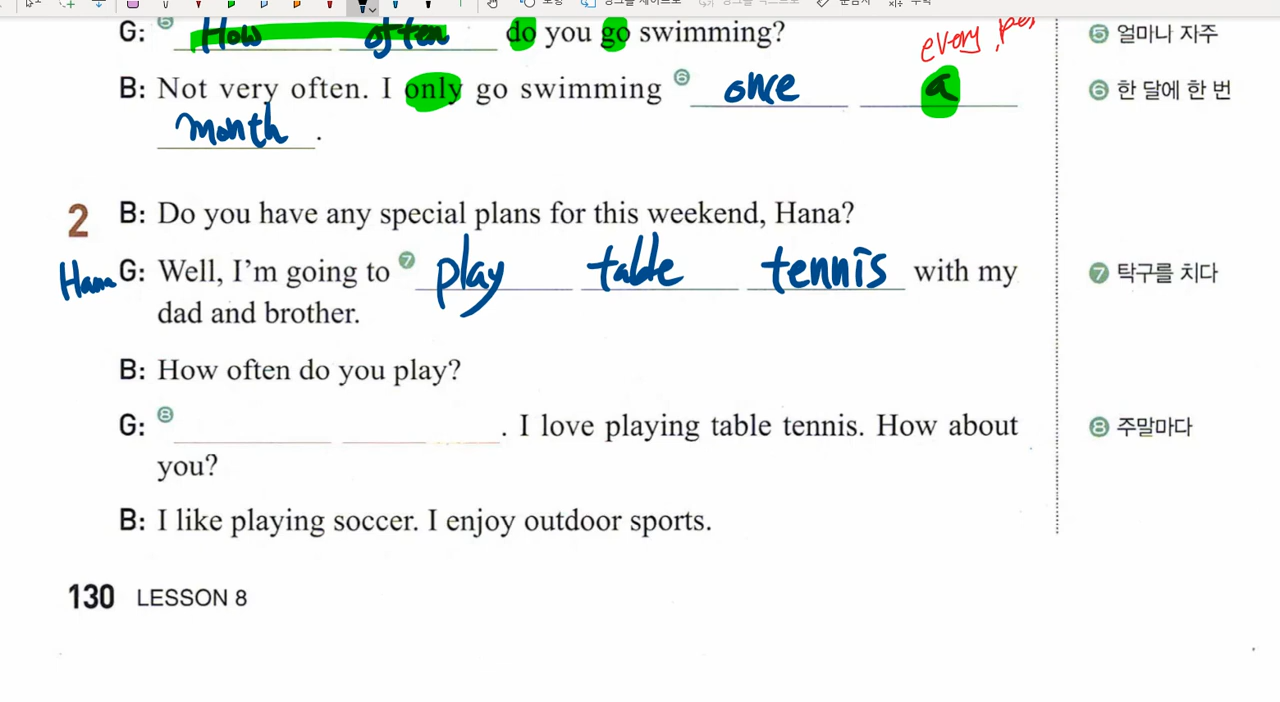 G: ⑤ How often do you go swimming? ⑤ 얼마나 자주
every, per
B: Not very often. I only go swimming ⑥ once a ⑥ 한 달에 한 번
month.
2 B: Do you have any special plans for this weekend, Hana?
Hana G: Well, I'm going to ⑦ play table tennis with my ⑦ 탁구를 치다
dad and brother.
B: How often do you play?
G: ⑧ . I love playing table tennis. How about ⑧ 주말마다
you?
B: I like playing soccer. I enjoy outdoor sports.
130 LESSON 8